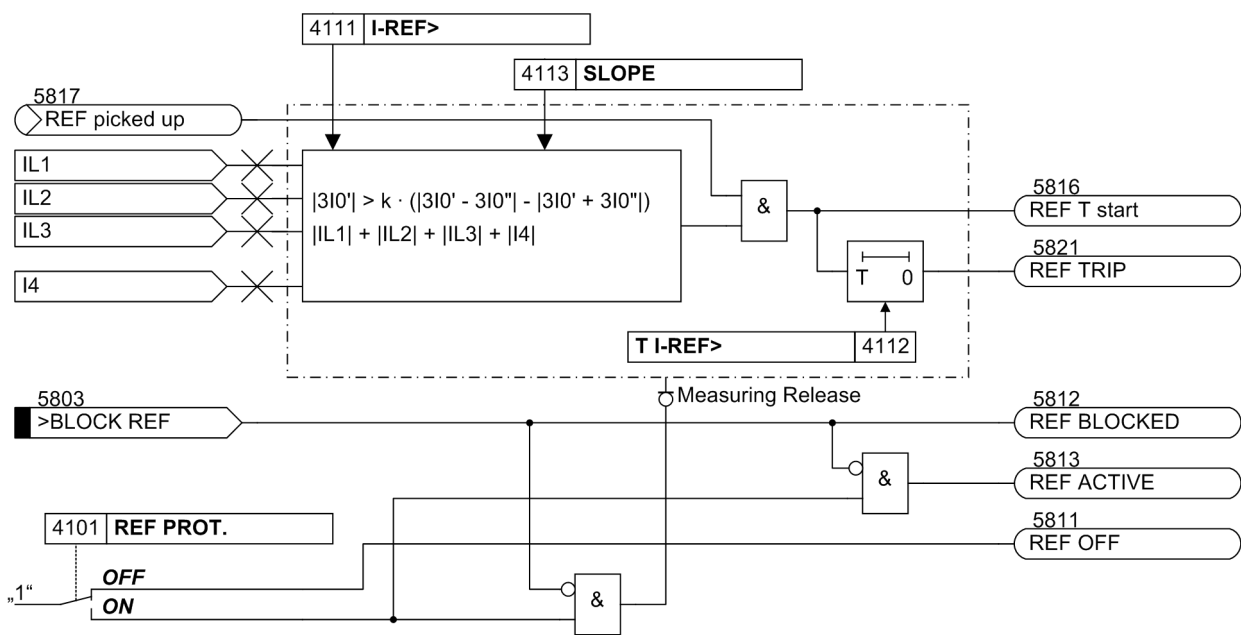 4111 I-REF>
4113 SLOPE
5817
REF picked up
IL1
IL2
IL3
I4
|3I0'| > k · (|3I0' - 3I0"| - |3I0' + 3I0"|)
|IL1| + |IL2| + |IL3| + |I4|
&
5816
REF T start
5821
REF TRIP
T 0
T I-REF> 4112
Measuring Release
5803
>BLOCK REF
5812
REF BLOCKED
&
5813
REF ACTIVE
4101 REF PROT.
5811
REF OFF
„1“
OFF
ON
&